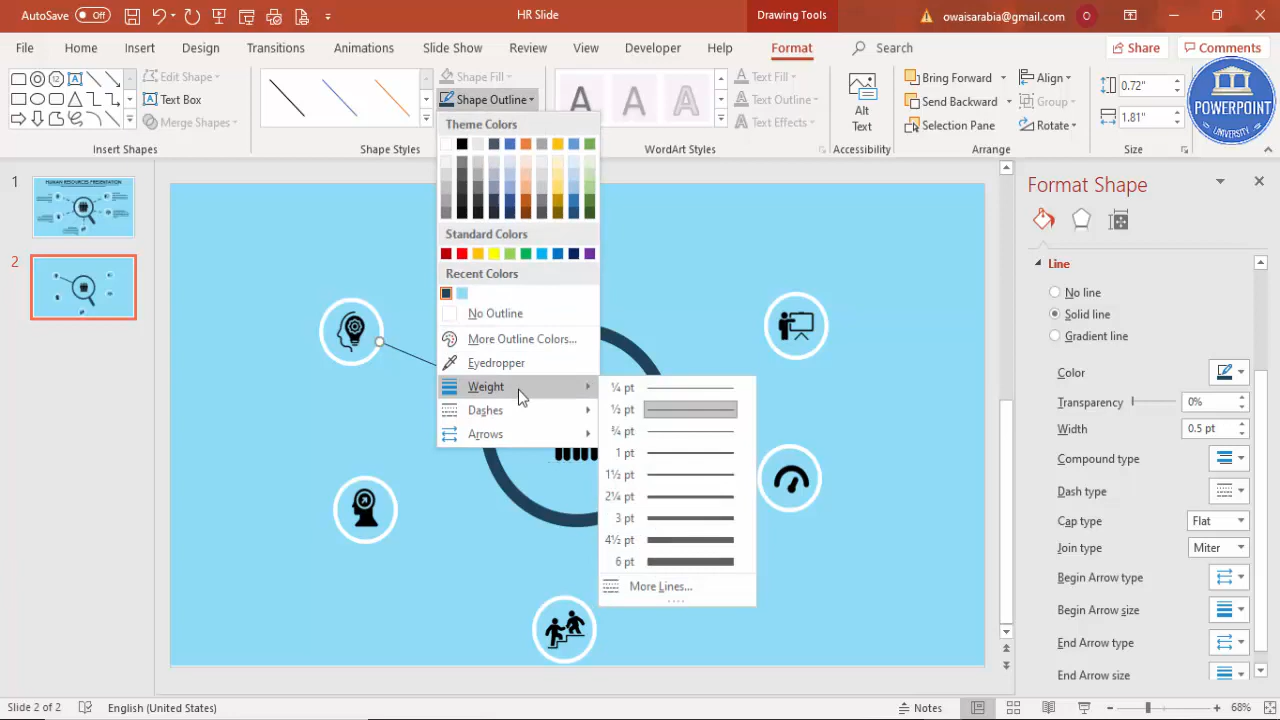 AutoSave Off
HR Slide
Drawing Tools
owaisarabia@gmail.com
File Home Insert Design Transitions Animations Slide Show Review View Developer Help Format Search Share Comments
Edit Shape
Text Box
Merge Shapes
Insert Shapes
Shape Fill
Shape Outline
Shape Styles
Text Fill
Text Outline
Text Effects
WordArt Styles
Alt
Text
Accessibility
Bring Forward
Send Backward
Selection Pane
Align
Group
Rotate
Arrange
0.72"
1.81"
Size
POWERPOINT
UNIVERSITY
Theme Colors
Standard Colors
Recent Colors
No Outline
More Outline Colors...
Eyedropper
Weight
Dashes
Arrows
¼ pt
½ pt
¾ pt
1 pt
1½ pt
2¼ pt
3 pt
4½ pt
6 pt
More Lines...
1
HUMAN RESOURCES PRESENTATION
2
Format Shape
Line
No line
Solid line
Gradient line
Color
Transparency 0%
Width 0.5 pt
Compound type
Dash type
Cap type Flat
Join type Miter
Begin Arrow type
Begin Arrow size
End Arrow type
End Arrow size
Slide 2 of 2 English (United States) Notes 68%